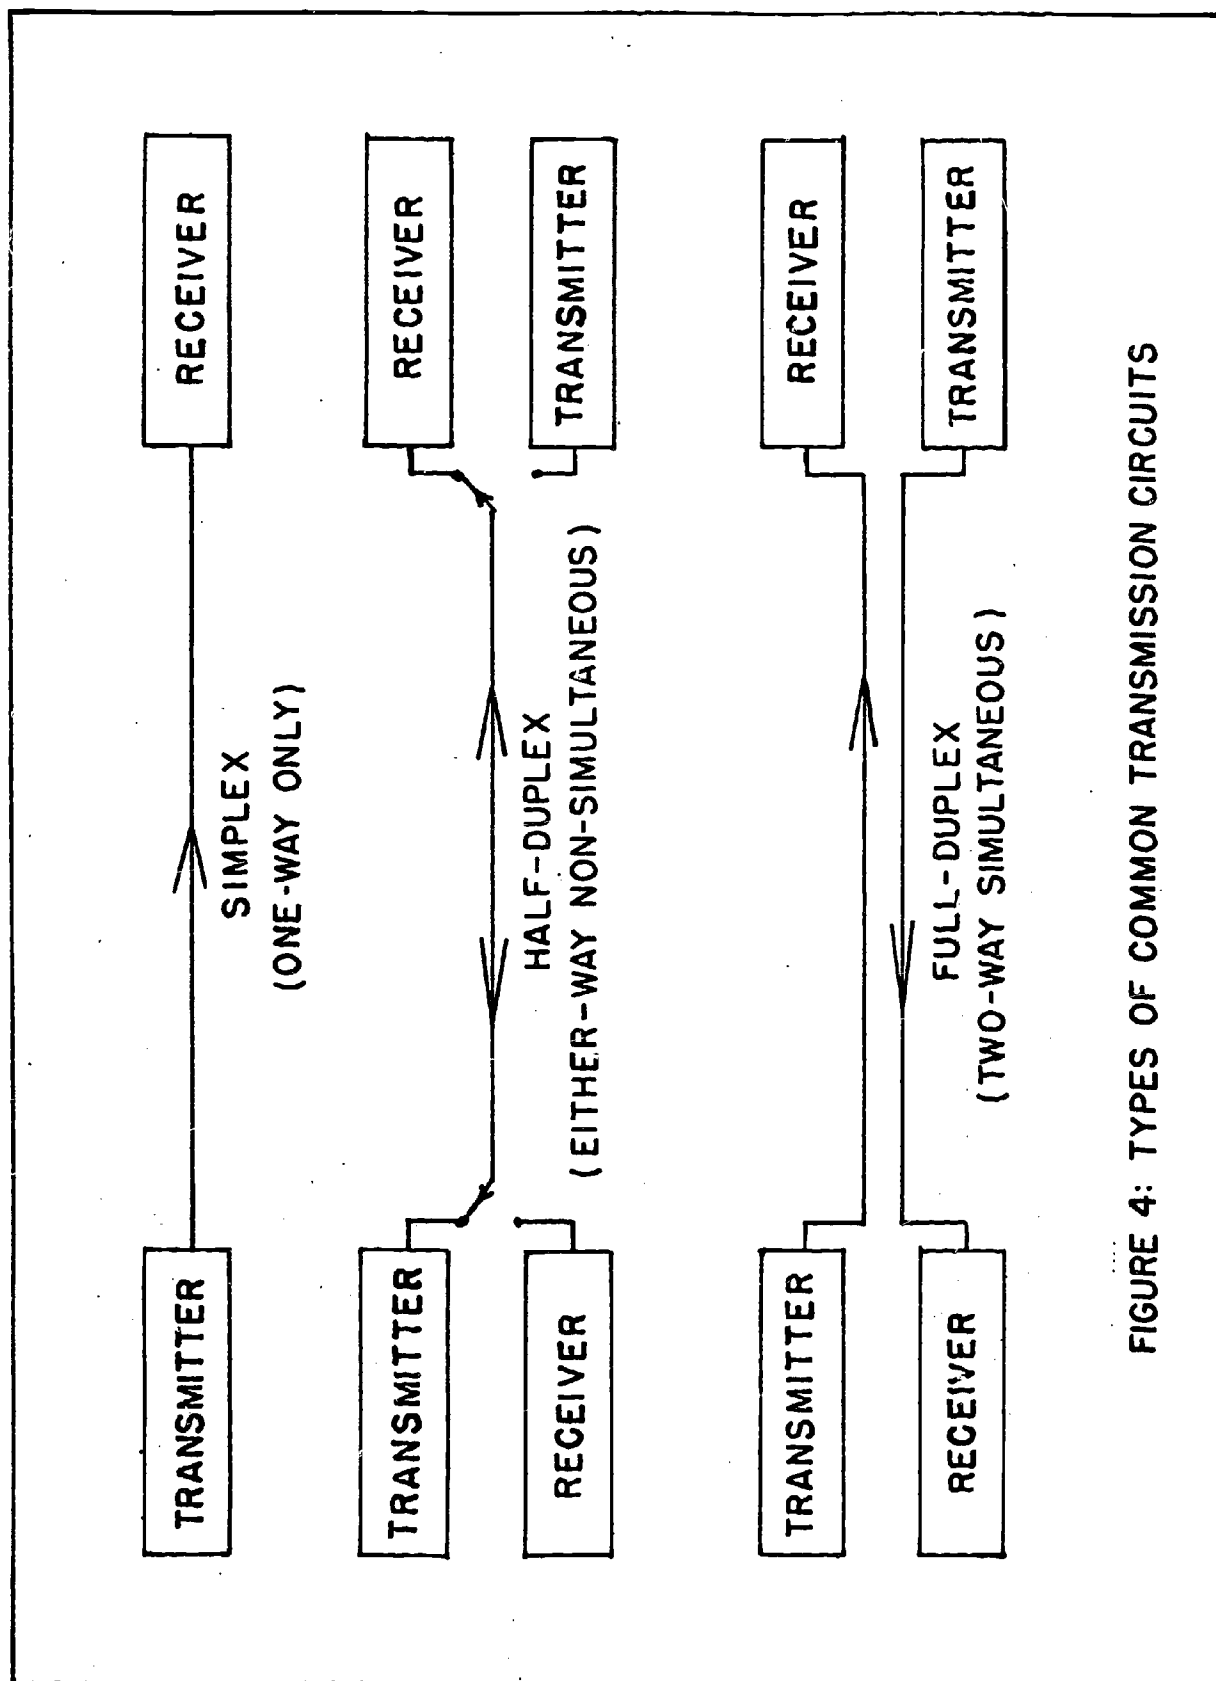 TRANSMITTER
RECEIVER
SIMPLEX
(ONE-WAY ONLY)
TRANSMITTER
RECEIVER
HALF-DUPLEX
(EITHER-WAY NON-SIMULTANEOUS)
RECEIVER
TRANSMITTER
TRANSMITTER
RECEIVER
FULL-DUPLEX
(TWO-WAY SIMULTANEOUS)
RECEIVER
TRANSMITTER
FIGURE 4: TYPES OF COMMON TRANSMISSION CIRCUITS